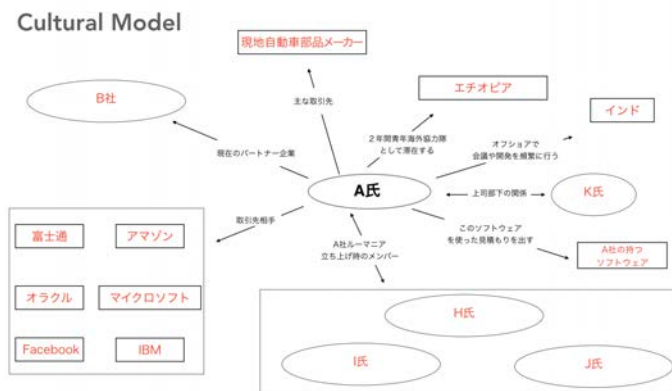 Cultural Model
現地自動車部品メーカー
B社
エチオピア
インド
主な取引先
２年間青年海外協力隊
として滞在する
オフショアで
会議や開発を頻繁に行う
現在のパートナー企業
A氏
上司部下の関係
K氏
取引先相手
このソフトウェア
を使った見積もりを出す
A社ルーマニア
立ち上げ時のメンバー
A社の持つ
ソフトウェア
富士通
アマゾン
オラクル
マイクロソフト
Facebook
IBM
H氏
I氏
J氏